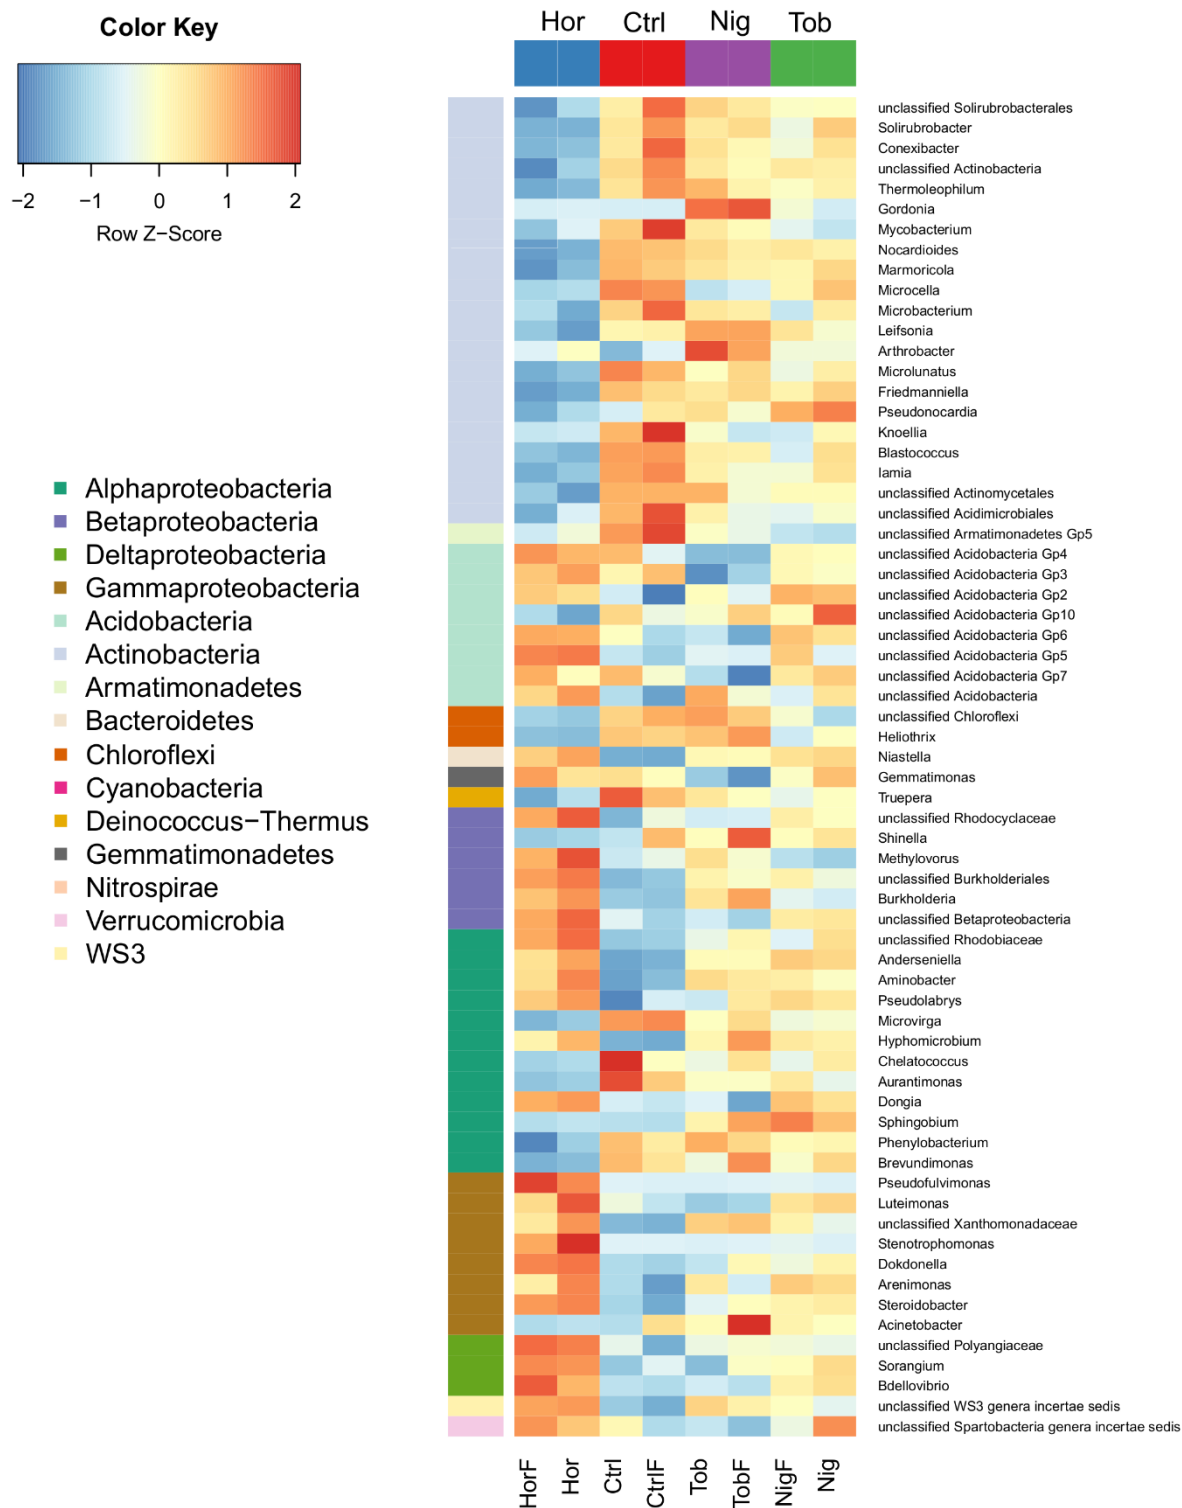 Color Key
−2 −1 0 1 2
Row Z−Score
Hor Ctrl Nig Tob
Alphaproteobacteria
Betaproteobacteria
Deltaproteobacteria
Gammaproteobacteria
Acidobacteria
Actinobacteria
Armatimonadetes
Bacteroidetes
Chloroflexi
Cyanobacteria
Deinococcus−Thermus
Gemmatimonadetes
Nitrospirae
Verrucomicrobia
WS3
unclassified Solirubrobacterales
Solirubrobacter
Conexibacter
unclassified Actinobacteria
Thermoleophilum
Gordonia
Mycobacterium
Nocardioides
Marmoricola
Microcella
Microbacterium
Leifsonia
Arthrobacter
Microlunatus
Friedmanniella
Pseudonocardia
Knoellia
Blastococcus
Iamia
unclassified Actinomycetales
unclassified Acidimicrobiales
unclassified Armatimonadetes Gp5
unclassified Acidobacteria Gp4
unclassified Acidobacteria Gp3
unclassified Acidobacteria Gp2
unclassified Acidobacteria Gp10
unclassified Acidobacteria Gp6
unclassified Acidobacteria Gp5
unclassified Acidobacteria Gp7
unclassified Acidobacteria
unclassified Chloroflexi
Heliothrix
Niastella
Gemmatimonas
Truepera
unclassified Rhodocyclaceae
Shinella
Methylovorus
unclassified Burkholderiales
Burkholderia
unclassified Betaproteobacteria
unclassified Rhodobiaceae
Anderseniella
Aminobacter
Pseudolabrys
Microvirga
Hyphomicrobium
Chelatococcus
Aurantimonas
Dongia
Sphingobium
Phenylobacterium
Brevundimonas
Pseudofulvimonas
Luteimonas
unclassified Xanthomonadaceae
Stenotrophomonas
Dokdonella
Arenimonas
Steroidobacter
Acinetobacter
unclassified Polyangiaceae
Sorangium
Bdellovibrio
unclassified WS3 genera incertae sedis
unclassified Spartobacteria genera incertae sedis
HorF Hor Ctrl CtrlF Tob TobF NigF Nig